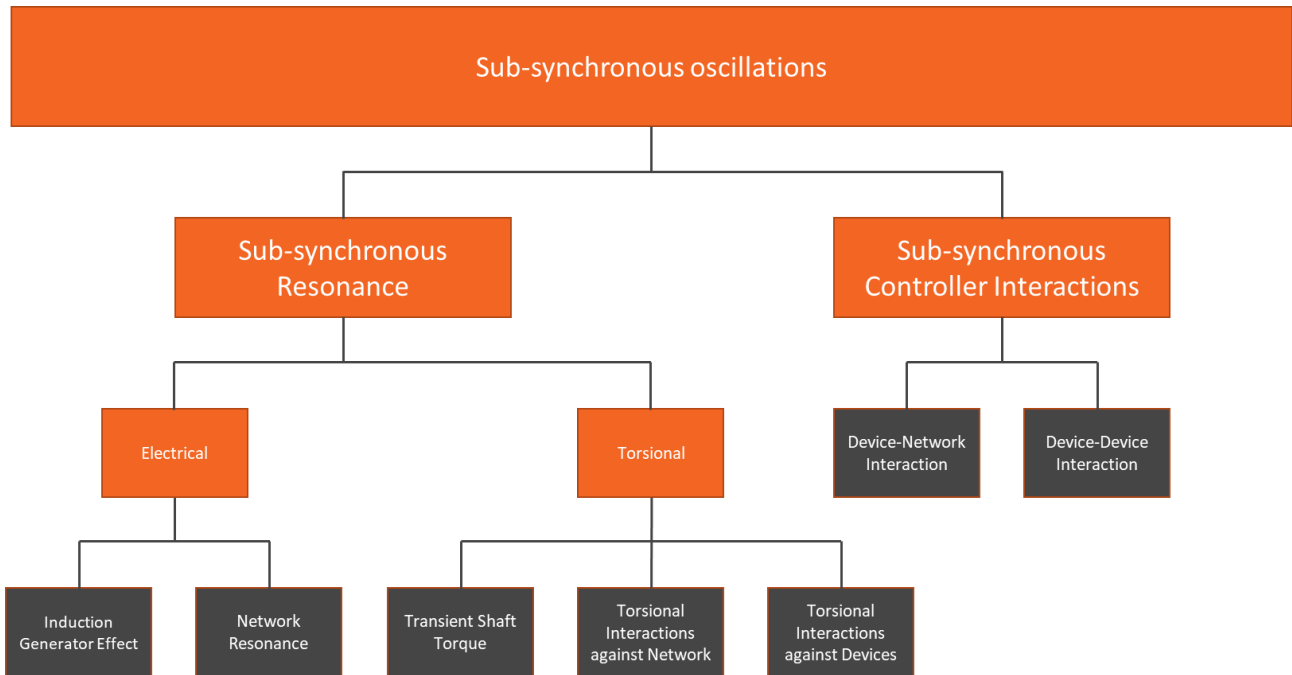 Sub-synchronous oscillations
Sub-synchronous
Resonance
Sub-synchronous
Controller Interactions
Electrical
Torsional
Device-Network
Interaction
Device-Device
Interaction
Induction
Generator Effect
Network
Resonance
Transient Shaft
Torque
Torsional
Interactions
against Network
Torsional
Interactions
against Devices